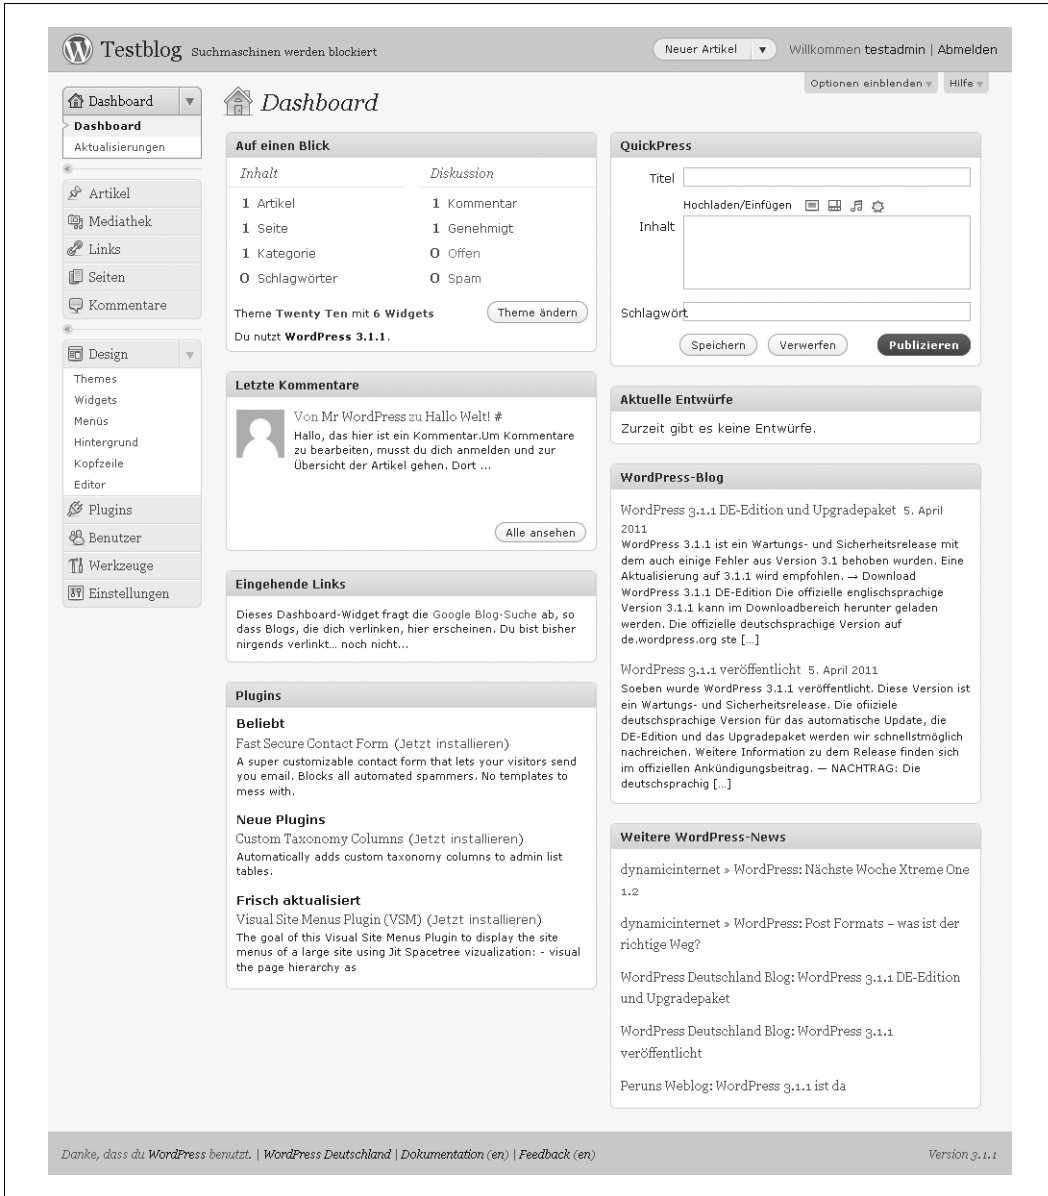 Testblog Suchmaschinen werden blockiert
Neuer Artikel
Willkommen testadmin | Abmelden
Optionen einblenden
Hilfe
Dashboard
Dashboard
Aktualisierungen
Artikel
Mediathek
Links
Seiten
Kommentare
Design
Themes
Widgets
Menüs
Hintergrund
Kopfzeile
Editor
Plugins
Benutzer
Werkzeuge
Einstellungen
Dashboard
Auf einen Blick
Inhalt
Diskussion
1 Artikel
1 Kommentar
1 Seite
1 Genehmigt
1 Kategorie
0 Offen
0 Schlagwörter
0 Spam
Theme Twenty Ten mit 6 Widgets
Theme ändern
Du nutzt WordPress 3.1.1.
Letzte Kommentare
Von Mr WordPress zu Hallo Welt! #
Hallo, das hier ist ein Kommentar.Um Kommentare
zu bearbeiten, musst du dich anmelden und zur
Übersicht der Artikel gehen. Dort ...
Alle ansehen
Eingehende Links
Dieses Dashboard-Widget fragt die Google Blog-Suche ab, so
dass Blogs, die dich verlinken, hier erscheinen. Du bist bisher
nirgends verlinkt... noch nicht...
Plugins
Beliebt
Fast Secure Contact Form (Jetzt installieren)
A super customizable contact form that lets your visitors send
you email. Blocks all automated spammers. No templates to
mess with.
Neue Plugins
Custom Taxonomy Columns (Jetzt installieren)
Automatically adds custom taxonomy columns to admin list
tables.
Frisch aktualisiert
Visual Site Menus Plugin (VSM) (Jetzt installieren)
The goal of this Visual Site Menus Plugin to display the site
menus of a large site using Jit Spacetree vizualization: - visual
the page hierarchy as
QuickPress
Titel
Hochladen/Einfügen
Inhalt
Schlagwört
Speichern
Verwerfen
Publizieren
Aktuelle Entwürfe
Zurzeit gibt es keine Entwürfe.
WordPress-Blog
WordPress 3.1.1 DE-Edition und Upgradepaket 5. April
2011
WordPress 3.1.1 ist ein Wartungs- und Sicherheitsrelease mit
dem auch einige Fehler aus Version 3.1 behoben wurden. Eine
Aktualisierung auf 3.1.1 wird empfohlen. → Download
WordPress 3.1.1 DE-Edition Die offizielle englischsprachige
Version 3.1.1 kann im Downloadbereich herunter geladen
werden. Die offizielle deutschsprachige Version auf
de.wordpress.org ste [...]
WordPress 3.1.1 veröffentlicht 5. April 2011
Soeben wurde WordPress 3.1.1 veröffentlicht. Diese Version ist
ein Wartungs- und Sicherheitsrelease. Die ofiiziele
deutschsprachige Version für das automatische Update, die
DE-Edition und das Upgradepaket werden wir schnellstmöglich
nachreichen. Weitere Information zu dem Release finden sich
im offiziellen Ankündigungsbeitrag. — NACHTRAG: Die
deutschsprachig [...]
Weitere WordPress-News
dynamicinternet » WordPress: Nächste Woche Xtreme One
1.2
dynamicinternet » WordPress: Post Formats – was ist der
richtige Weg?
WordPress Deutschland Blog: WordPress 3.1.1 DE-Edition
und Upgradepaket
WordPress Deutschland Blog: WordPress 3.1.1
veröffentlicht
Peruns Weblog: WordPress 3.1.1 ist da
Danke, dass du WordPress benutzt. | WordPress Deutschland | Dokumentation (en) | Feedback (en)
Version 3.1.1